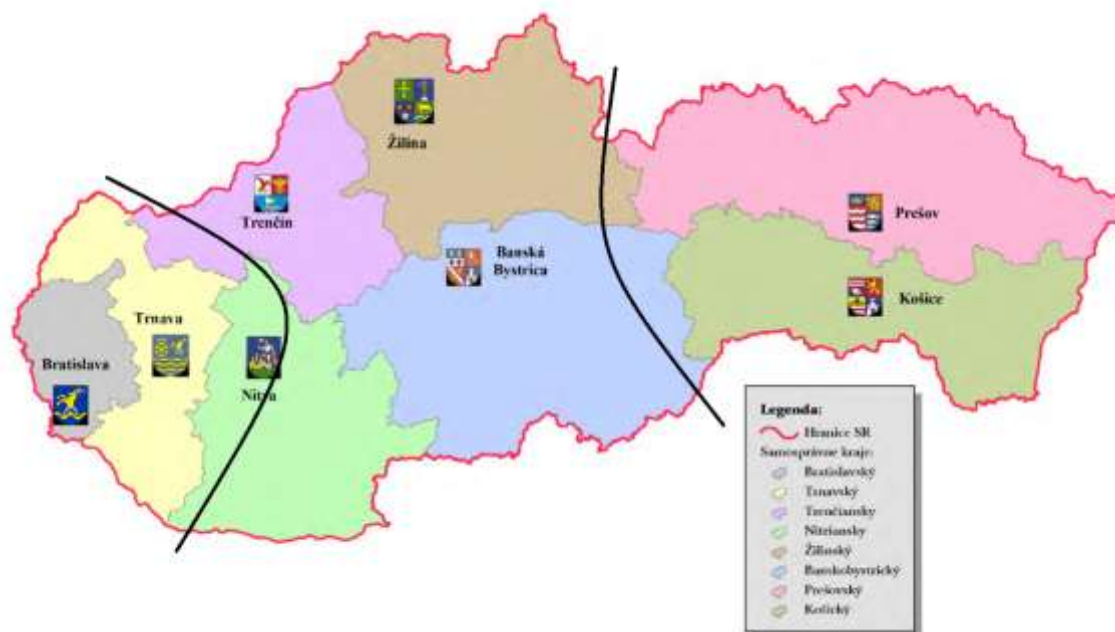 Žilina
Trenčín
Prešov
Banská
Bystrica
Košice
Trnava
Bratislava
Nitra
Legenda:
Hranice SR
Samosprávne kraje:
Bratislavský
Trnavský
Trenčiansky
Nitriansky
Žilinský
Banskobystrický
Prešovský
Košický